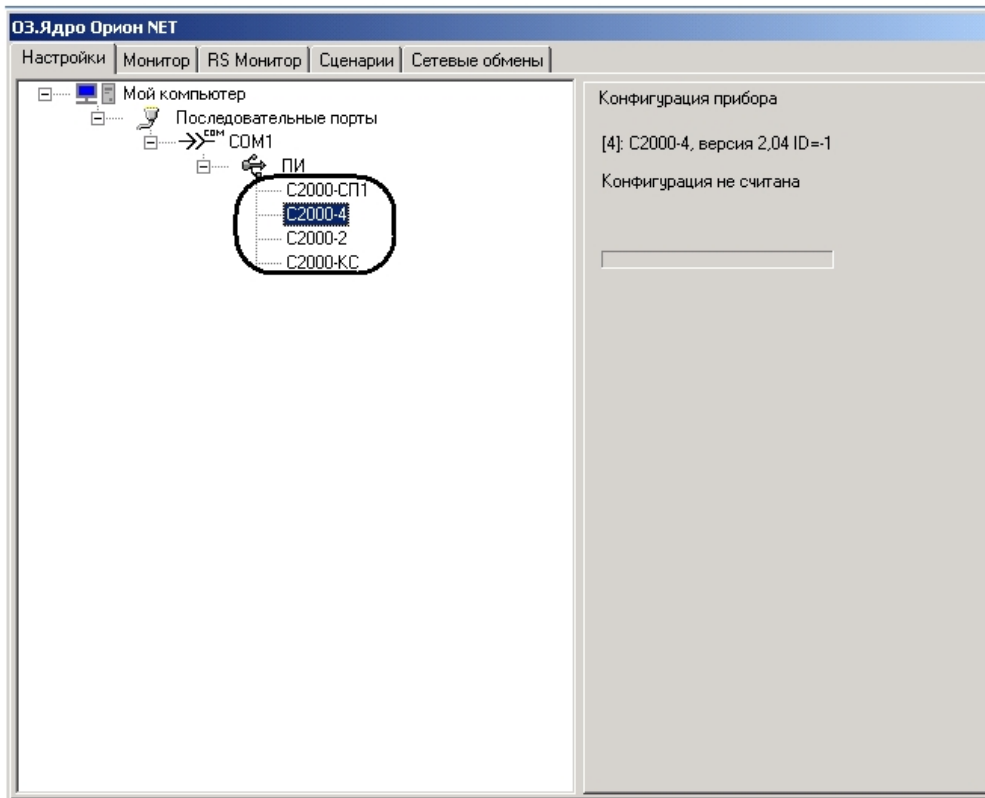 ОЗ.Ядро Орион NET
Настройки Монитор RS Монитор Сценарии Сетевые обмены
Мой компьютер
Последовательные порты
COM COM1
ПИ
С2000-СП1
С2000-4
С2000-2
С2000-КС
Конфигурация прибора
[4]: С2000-4, версия 2,04 ID=-1
Конфигурация не считана